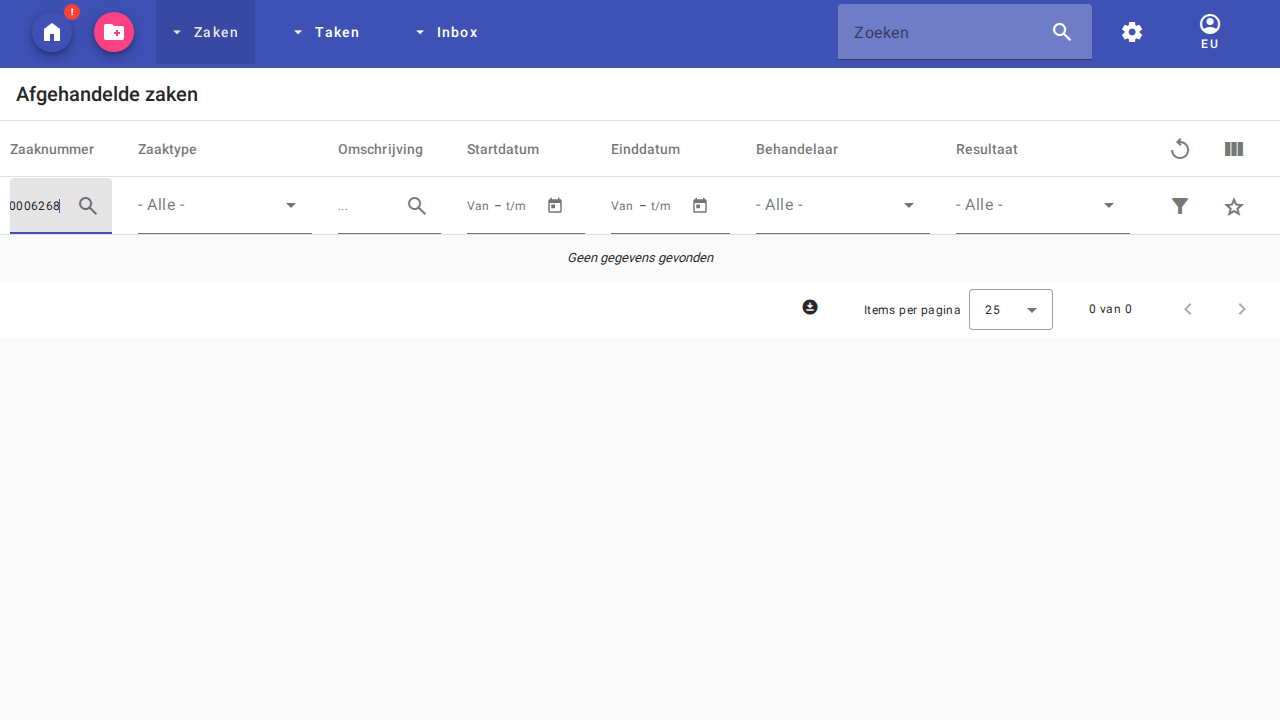 ! Zaken Taken Inbox Zoeken EU
Afgehandelde zaken
Zaaknummer Zaaktype Omschrijving Startdatum Einddatum Behandelaar Resultaat
0006268 - Alle - ... Van – t/m Van – t/m - Alle - - Alle -
Geen gegevens gevonden
Items per pagina 25 0 van 0